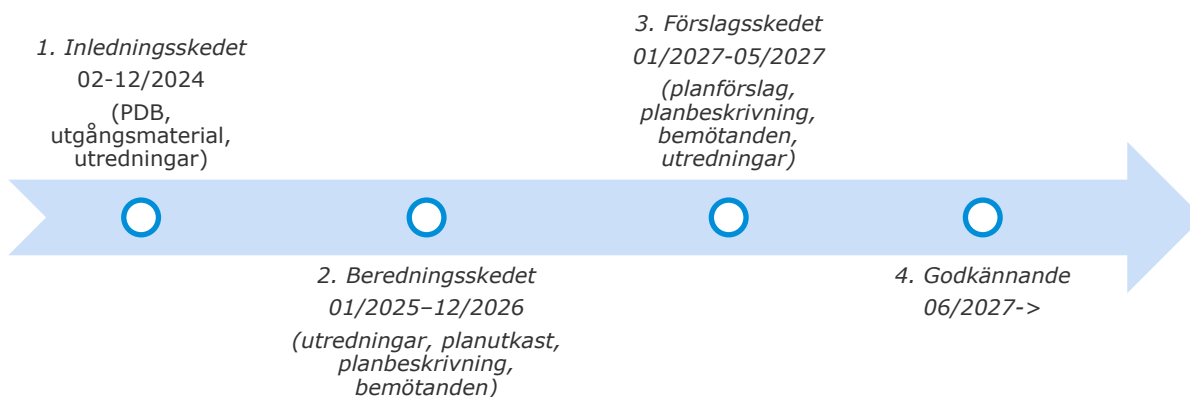 1. Inledningsskedet
02-12/2024
(PDB,
utgångsmaterial,
utredningar)
2. Beredningsskedet
01/2025–12/2026
(utredningar, planutkast,
planbeskrivning,
bemötanden)
3. Förslagsskedet
01/2027-05/2027
(planförslag,
planbeskrivning,
bemötanden,
utredningar)
4. Godkännande
06/2027->